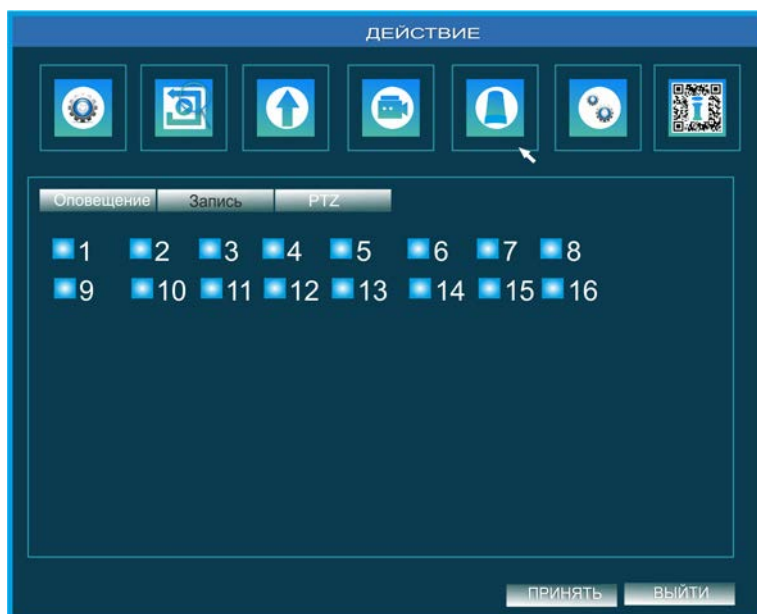 ДЕЙСТВИЕ
Оповещение Запись PTZ
1 2 3 4 5 6 7 8
9 10 11 12 13 14 15 16
ПРИНЯТЬ ВЫЙТИ